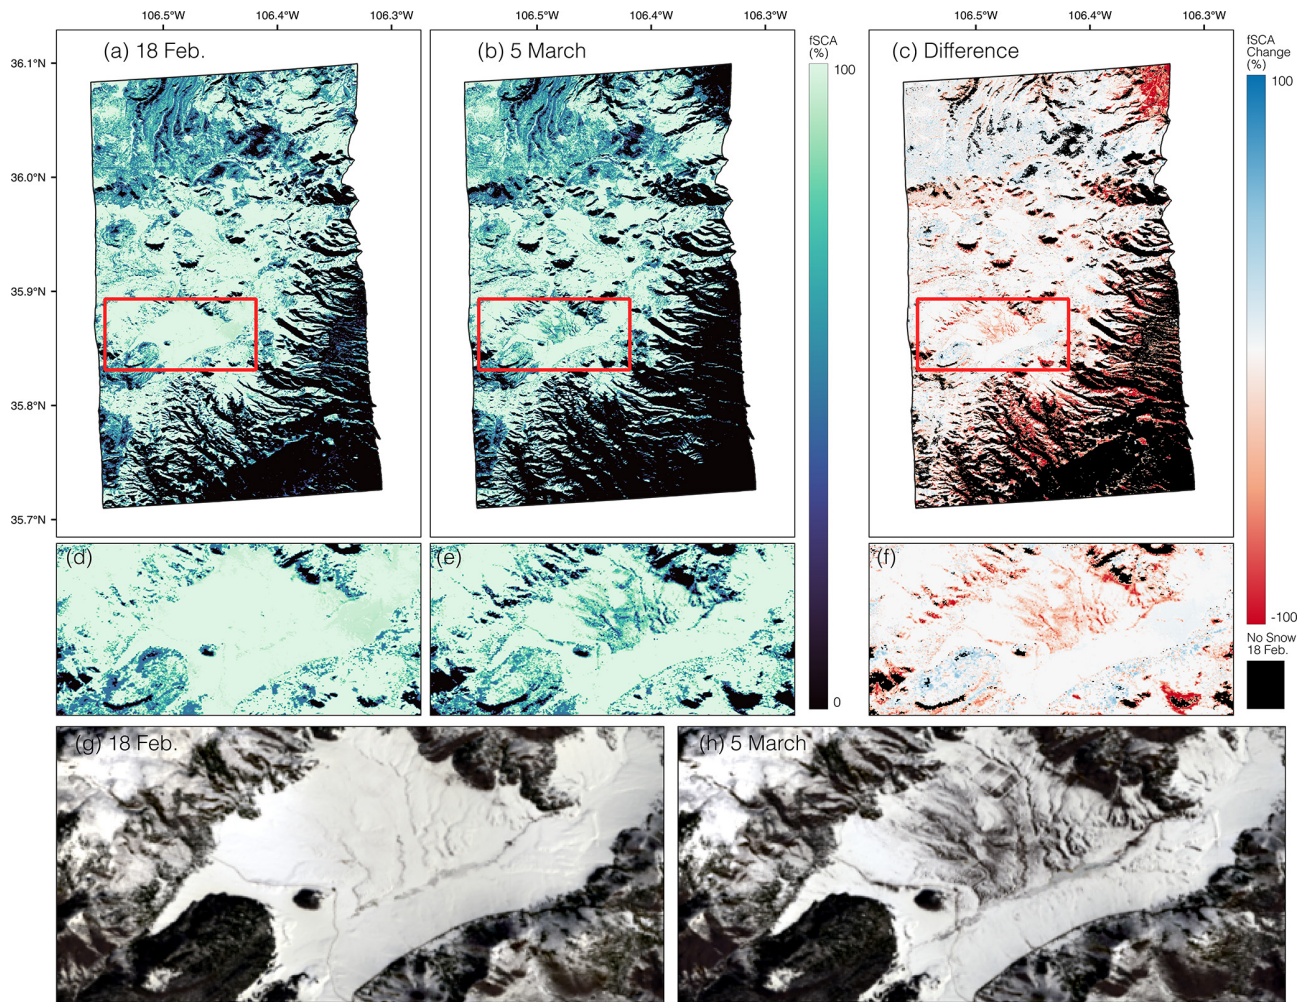 106.5°W 106.4°W 106.3°W
106.5°W 106.4°W 106.3°W
106.5°W 106.4°W 106.3°W
36.1°N
36.0°N
35.9°N
35.8°N
35.7°N
(a) 18 Feb.
(b) 5 March
fSCA
(%)
100
0
(c) Difference
fSCA
Change
(%)
100
-100
No Snow
18 Feb.
(d)
(e)
(f)
(g) 18 Feb.
(h) 5 March